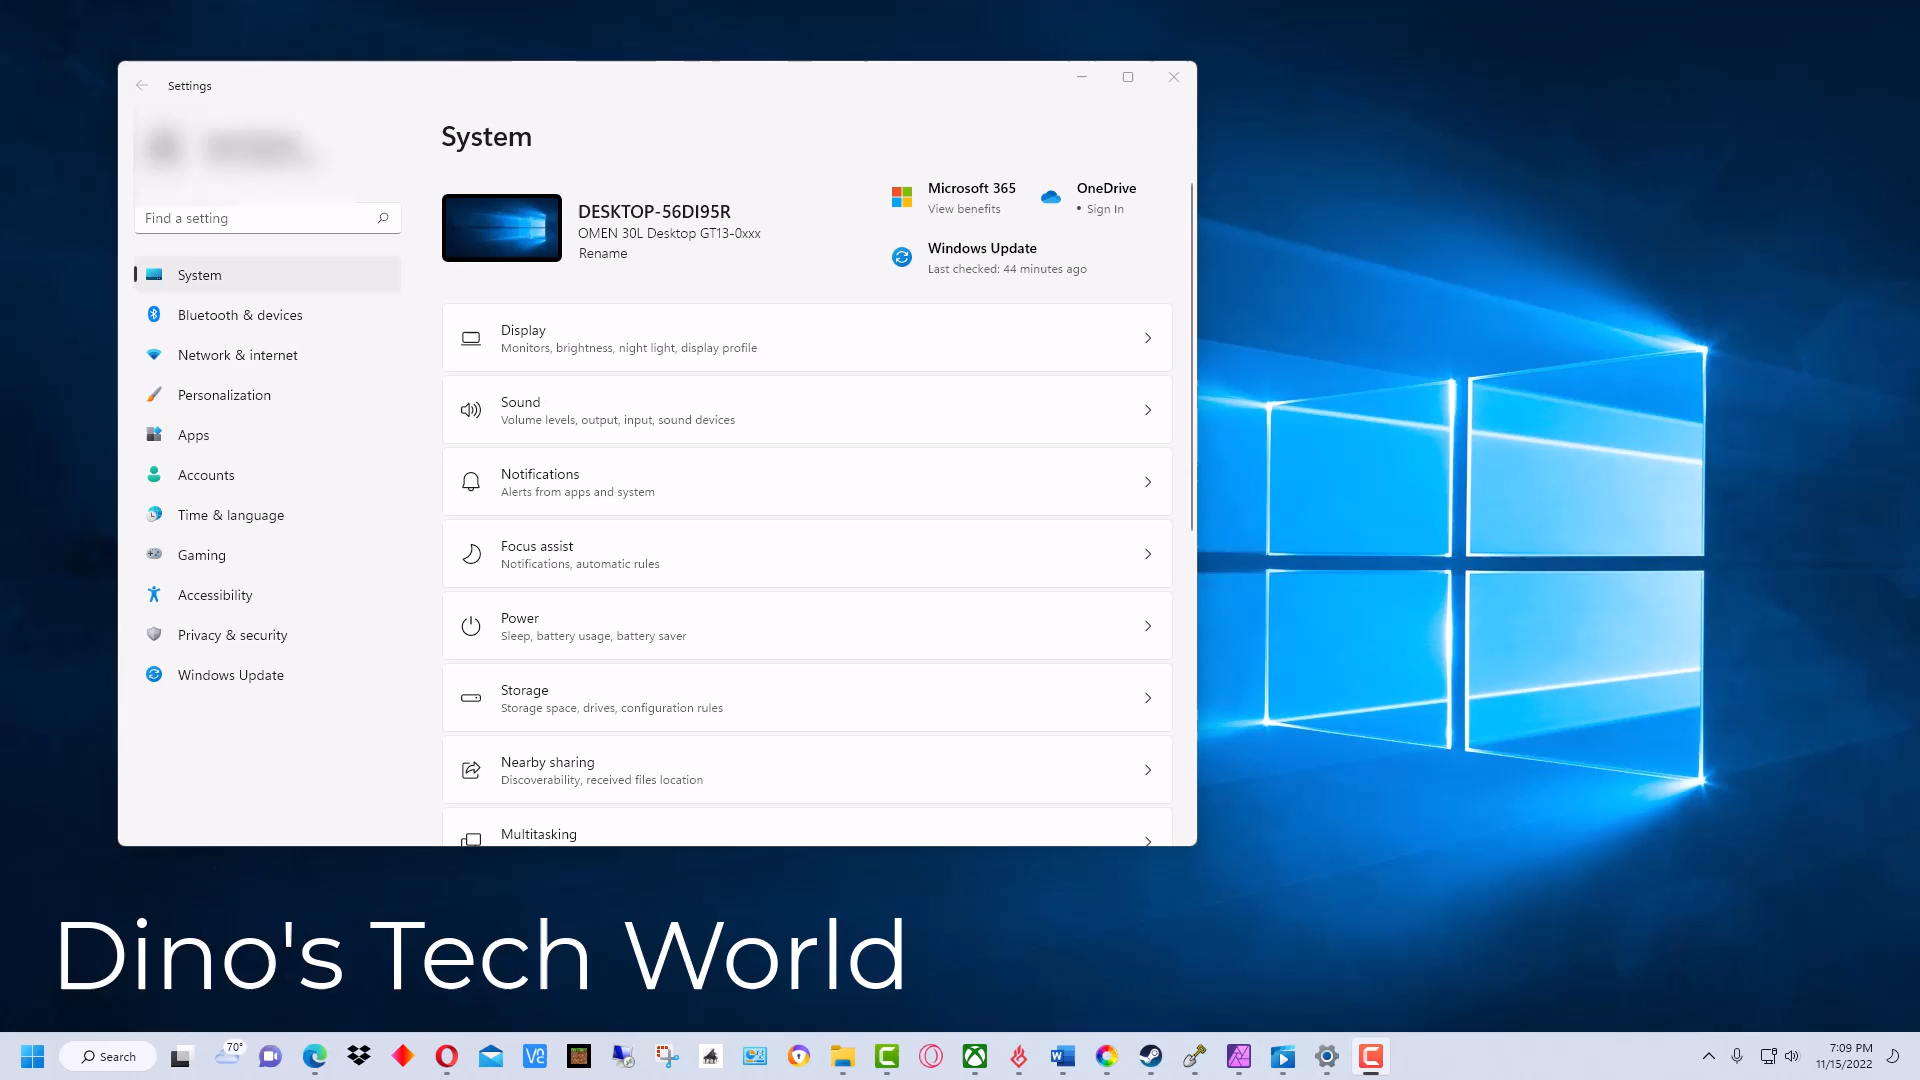 Settings
Find a setting
System
Bluetooth & devices
Network & internet
Personalization
Apps
Accounts
Time & language
Gaming
Accessibility
Privacy & security
Windows Update
System
DESKTOP-56DI95R
OMEN 30L Desktop GT13-0xxx
Rename
Microsoft 365
View benefits
OneDrive
• Sign In
Windows Update
Last checked: 44 minutes ago
Display
Monitors, brightness, night light, display profile
Sound
Volume levels, output, input, sound devices
Notifications
Alerts from apps and system
Focus assist
Notifications, automatic rules
Power
Sleep, battery usage, battery saver
Storage
Storage space, drives, configuration rules
Nearby sharing
Discoverability, received files location
Multitasking
Dino's Tech World
Search
70°
7:09 PM
11/15/2022